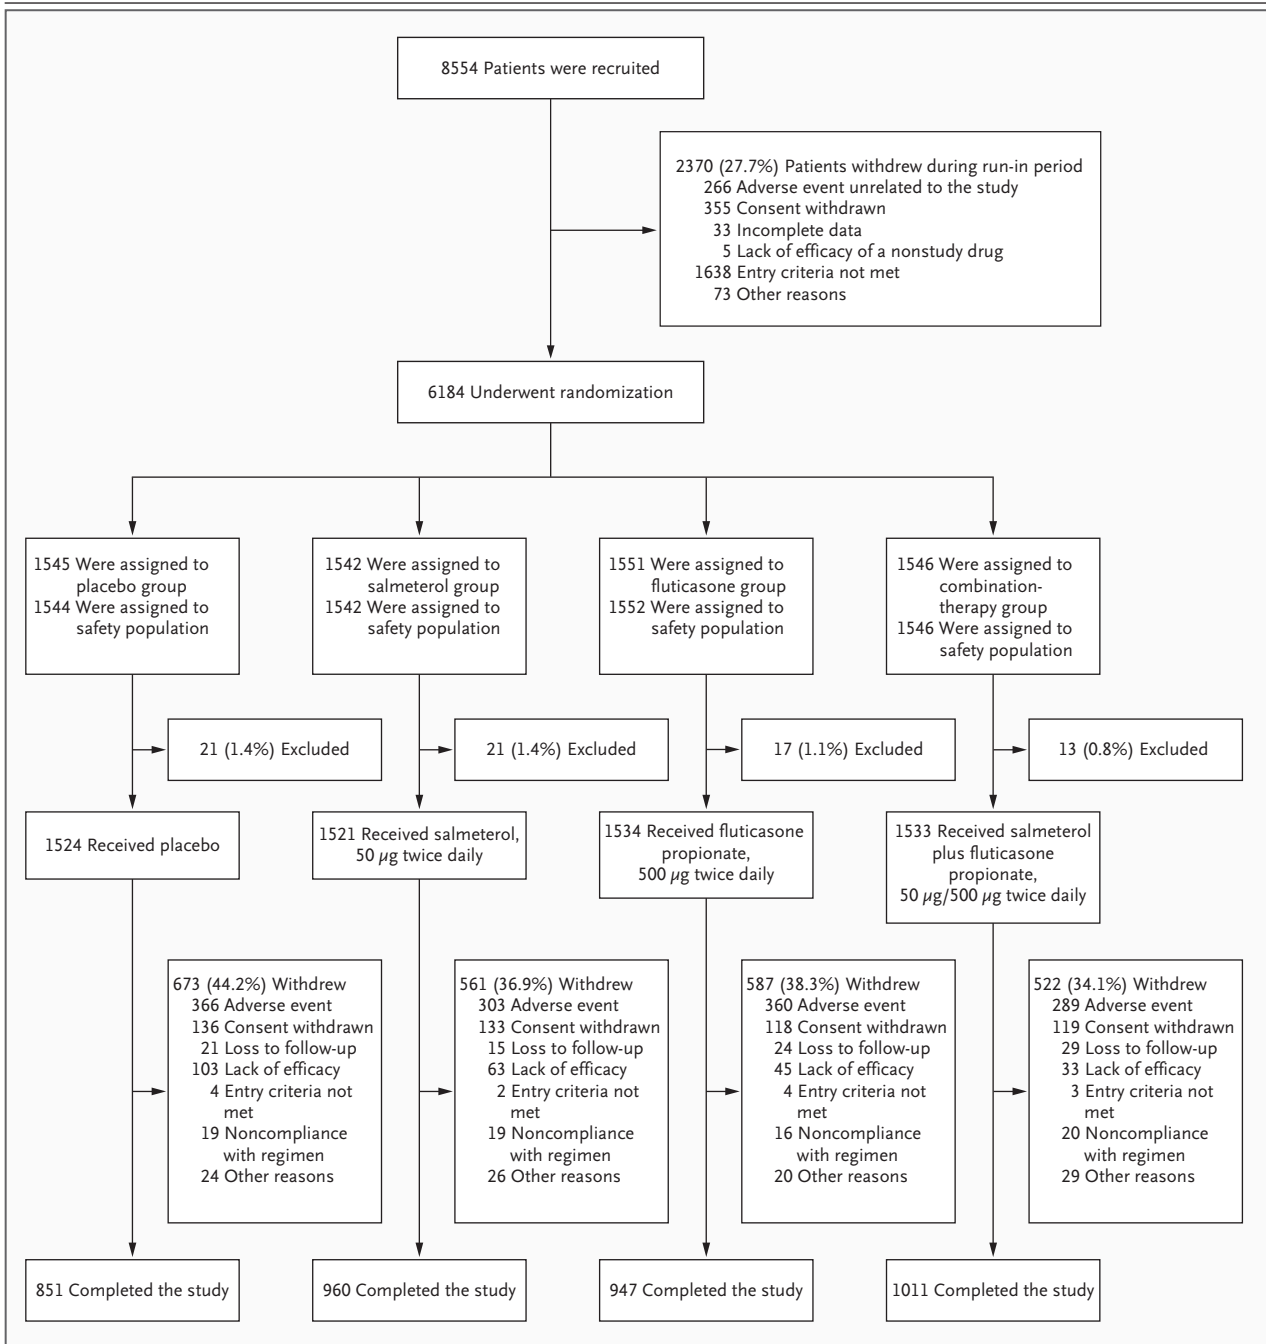 8554 Patients were recruited
2370 (27.7%) Patients withdrew during run-in period
266 Adverse event unrelated to the study
355 Consent withdrawn
33 Incomplete data
5 Lack of efficacy of a nonstudy drug
1638 Entry criteria not met
73 Other reasons
6184 Underwent randomization
1545 Were assigned to
placebo group
1544 Were assigned to
safety population
1542 Were assigned to
salmeterol group
1542 Were assigned to
safety population
1551 Were assigned to
fluticasone group
1552 Were assigned to
safety population
1546 Were assigned to
combination-
therapy group
1546 Were assigned to
safety population
21 (1.4%) Excluded
21 (1.4%) Excluded
17 (1.1%) Excluded
13 (0.8%) Excluded
1524 Received placebo
1521 Received salmeterol,
50 µg twice daily
1534 Received fluticasone
propionate,
500 µg twice daily
1533 Received salmeterol
plus fluticasone
propionate,
50 µg/500 µg twice daily
673 (44.2%) Withdrew
366 Adverse event
136 Consent withdrawn
21 Loss to follow-up
103 Lack of efficacy
4 Entry criteria not
met
19 Noncompliance
with regimen
24 Other reasons
561 (36.9%) Withdrew
303 Adverse event
133 Consent withdrawn
15 Loss to follow-up
63 Lack of efficacy
2 Entry criteria not
met
19 Noncompliance
with regimen
26 Other reasons
587 (38.3%) Withdrew
360 Adverse event
118 Consent withdrawn
24 Loss to follow-up
45 Lack of efficacy
4 Entry criteria not
met
16 Noncompliance
with regimen
20 Other reasons
522 (34.1%) Withdrew
289 Adverse event
119 Consent withdrawn
29 Loss to follow-up
33 Lack of efficacy
3 Entry criteria not
met
20 Noncompliance
with regimen
29 Other reasons
851 Completed the study
960 Completed the study
947 Completed the study
1011 Completed the study